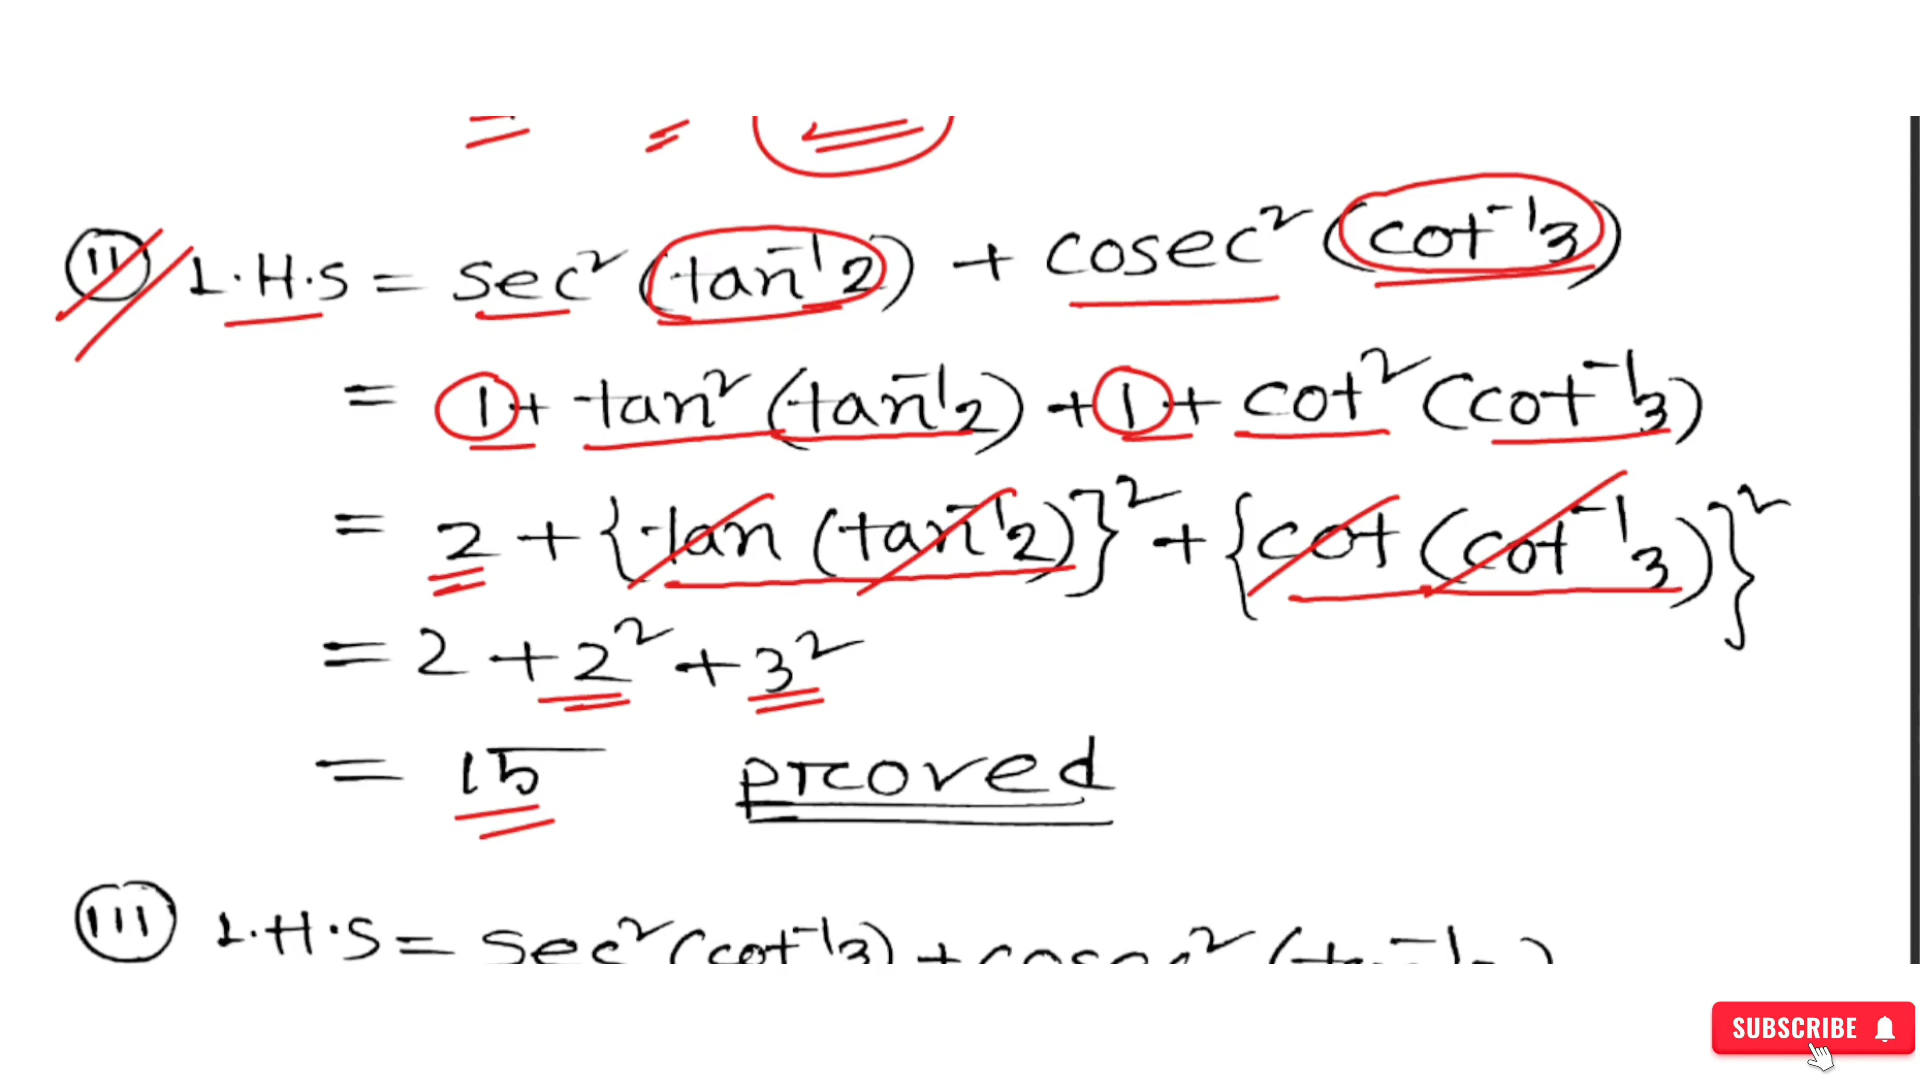 (ii) L.H.S = sec² (tan⁻¹2) + cosec² (cot⁻¹3)
= 1 + tan² (tan⁻¹2) + 1 + cot² (cot⁻¹3)
= 2 + {tan (tan⁻¹2)}² + {cot (cot⁻¹3)}²
= 2 + 2² + 3²
= 15 proved
(iii) L.H.S = sec² (cot⁻¹3) + cosec² (tan⁻¹
SUBSCRIBE